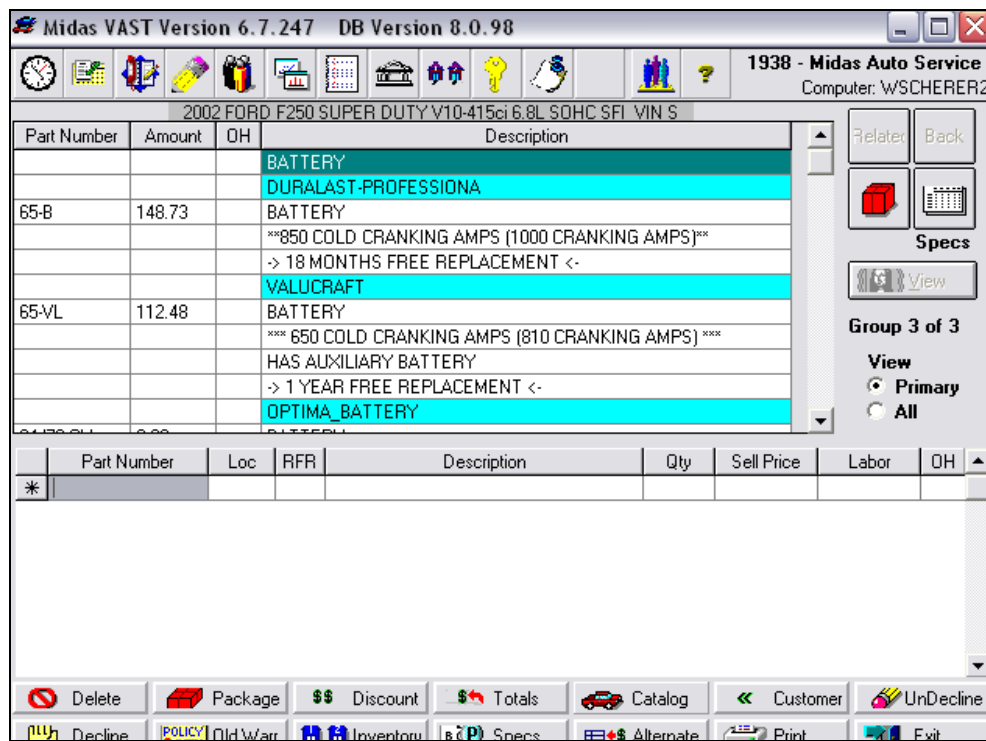 Midas VAST Version 6.7.247 DB Version 8.0.98
1938 - Midas Auto Service
Computer: WSCHERER2
2002 FORD F250 SUPER DUTY V10-415ci 6.8L SOHC SFI VIN S
Part Number Amount OH Description
Related Back
BATTERY
DURALAST-PROFESSIONA
65-B 148.73 BATTERY
**850 COLD CRANKING AMPS (1000 CRANKING AMPS)**
Specs
-> 18 MONTHS FREE REPLACEMENT <-
VALUCRAFT
View
65-VL 112.48 BATTERY
Group 3 of 3
*** 650 COLD CRANKING AMPS (810 CRANKING AMPS) ***
HAS AUXILIARY BATTERY
View
-> 1 YEAR FREE REPLACEMENT <-
Primary
OPTIMA_BATTERY
All
BATTERY
Part Number Loc RFR Description Qty Sell Price Labor OH
Delete Package $$ Discount Totals Catalog Customer UnDecline
Decline POLICY Old Warr Inventory Specs Alternate Print Exit